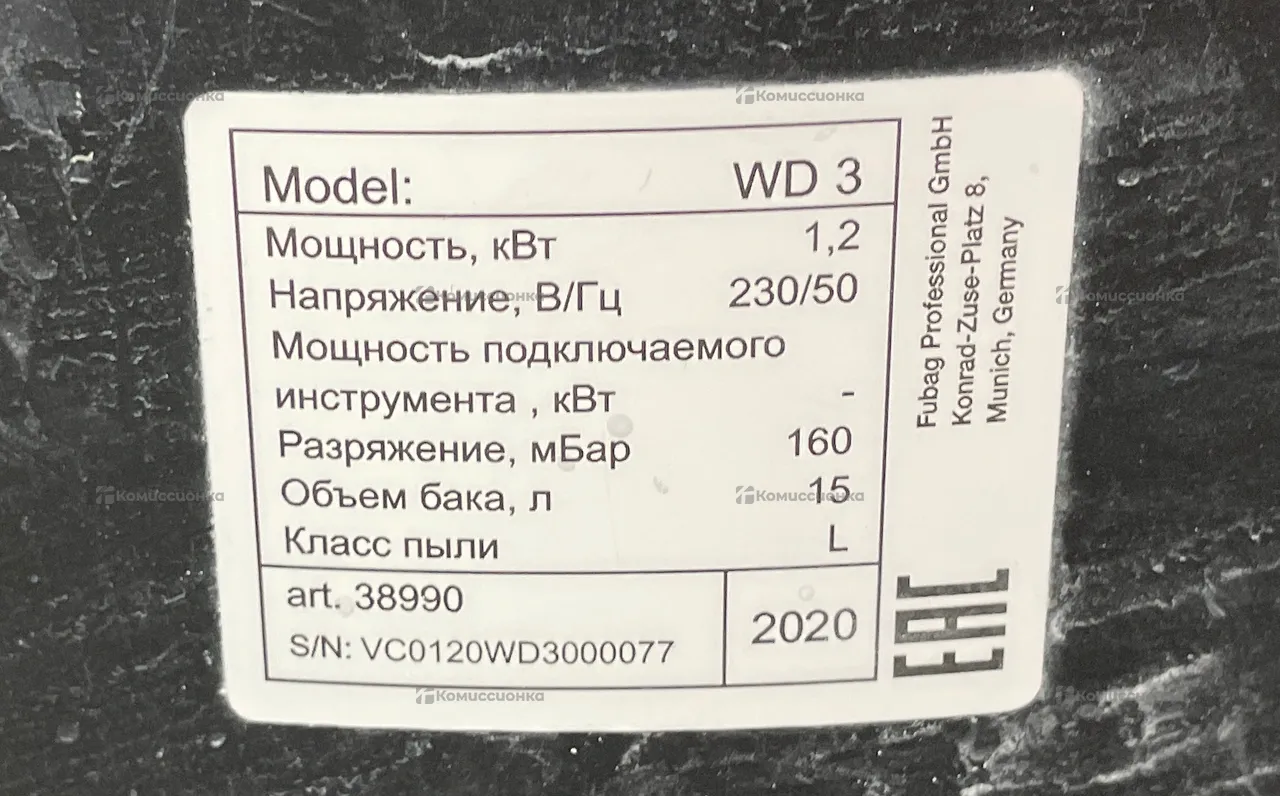 Model: WD 3
Мощность, кВт 1,2
Напряжение, В/Гц 230/50
Мощность подключаемого
инструмента , кВт -
Разряжение, мБар 160
Объем бака, л 15
Класс пыли L
art. 38990
S/N: VC0120WD3000077
2020
Fubag Professional GmbH
Konrad-Zuse-Platz 8,
Munich, Germany
EAC
Комиссионка
Комиссионка
Комиссионка
Комиссионка
Комиссионка
Комиссионка
Комиссионка